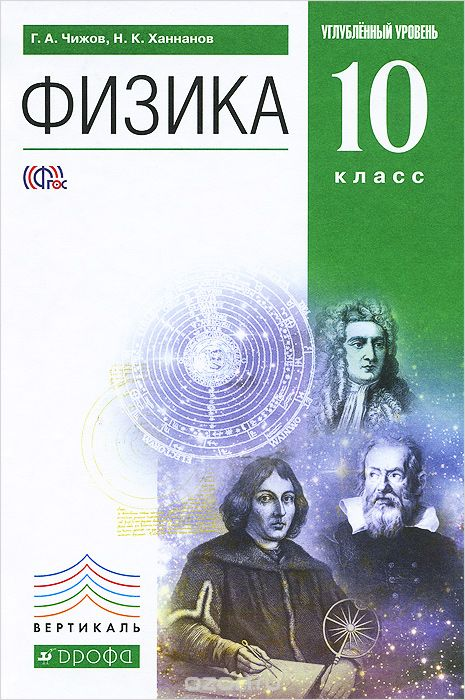 Г. А. Чижов, Н. К. Ханнанов
УГЛУБЛЁННЫЙ УРОВЕНЬ
ФИЗИКА
10
класс
ФГОС
ВЕРТИКАЛЬ
ДРОФА